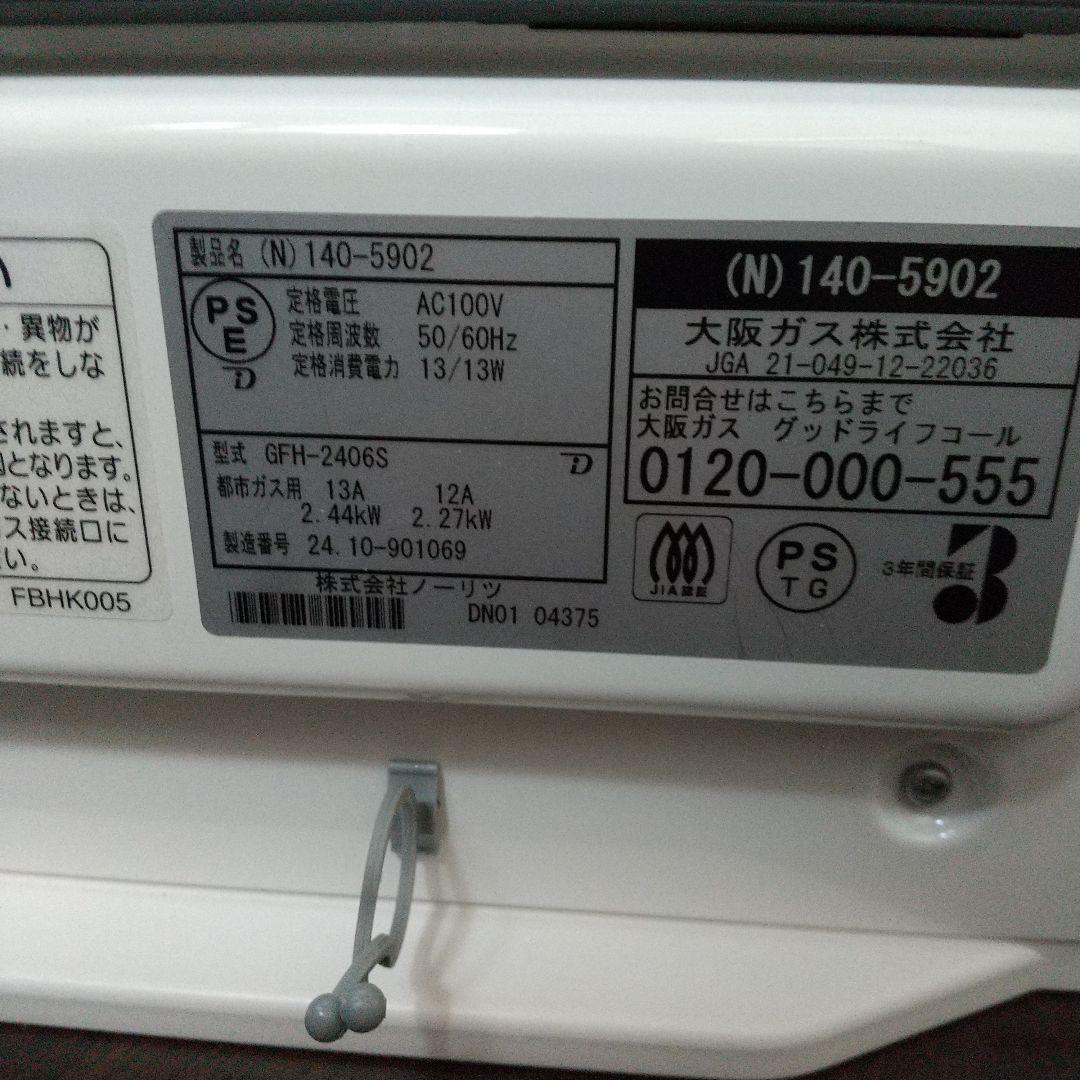 ・異物が
続をしな
されますと、
因となります。
ないときは、
ス接続口に
い。
FBHK005
製品名 (N)140-5902
PS
E
定格電圧 AC100V
定格周波数 50/60Hz
定格消費電力 13/13W
型式 GFH-2406S
都市ガス用 13A 12A
2.44kW 2.27kW
製造番号 24.10-901069
株式会社ノーリツ
DN01 04375
(N)140-5902
大阪ガス株式会社
JGA 21-049-12-22036
お問合せはこちらまで
大阪ガス グッドライフコール
0120-000-555
JIA認証
PS
TG
3年間保証